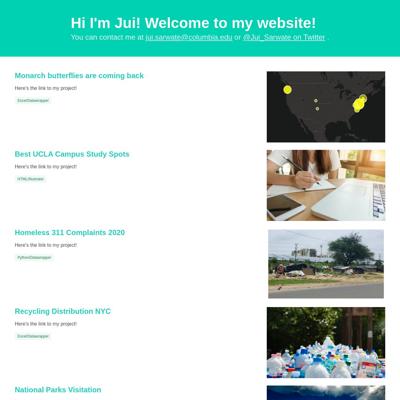 Hi I'm Jui! Welcome to my website!
You can contact me at jui.sarwate@columbia.edu or @Jui_Sarwate on Twitter .
Monarch butterflies are coming back
Here's the link to my project!
Excel/Datawrapper
Best UCLA Campus Study Spots
Here's the link to my project!
HTML/Illustrator
Homeless 311 Complaints 2020
Here's the link to my project!
Python/Datawrapper
Recycling Distribution NYC
Here's the link to my project!
Excel/Datawrapper
National Parks Visitation